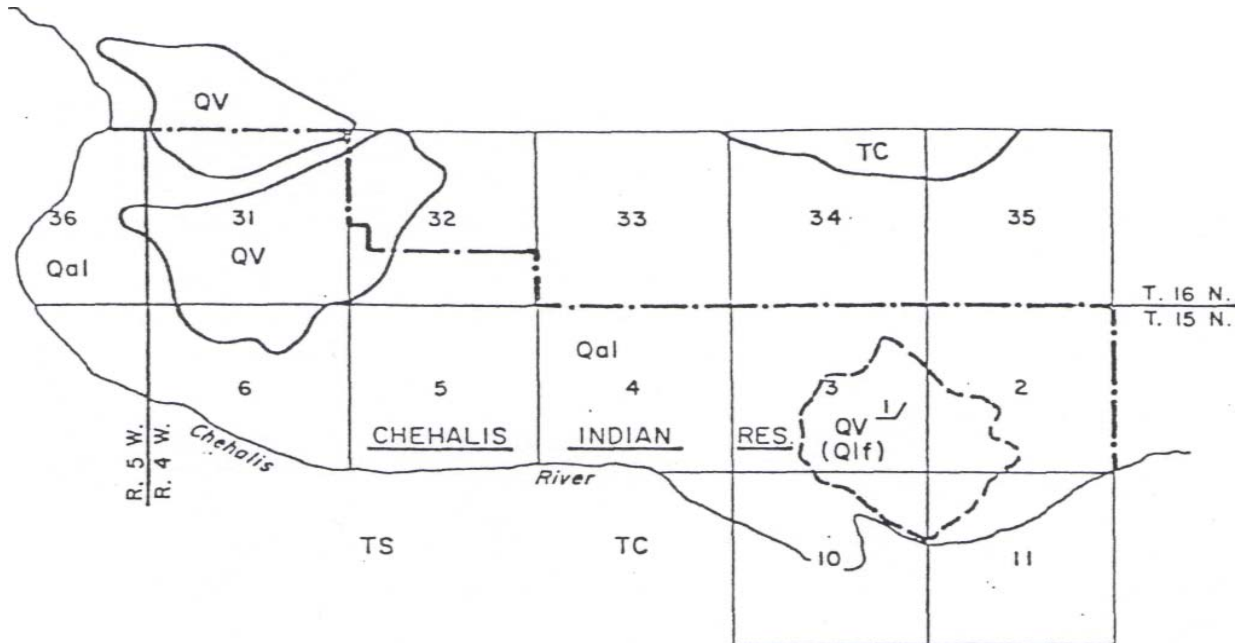 QV
TC
36 31 32 33 34 35
Qal QV
T. 16 N.
T. 15 N.
Qal
6 5 4 3 2
QV 1/
(Qlf)
CHEHALIS INDIAN RES.
R. 5 W.
R. 4 W.
Chehalis
River
TS TC
10 11